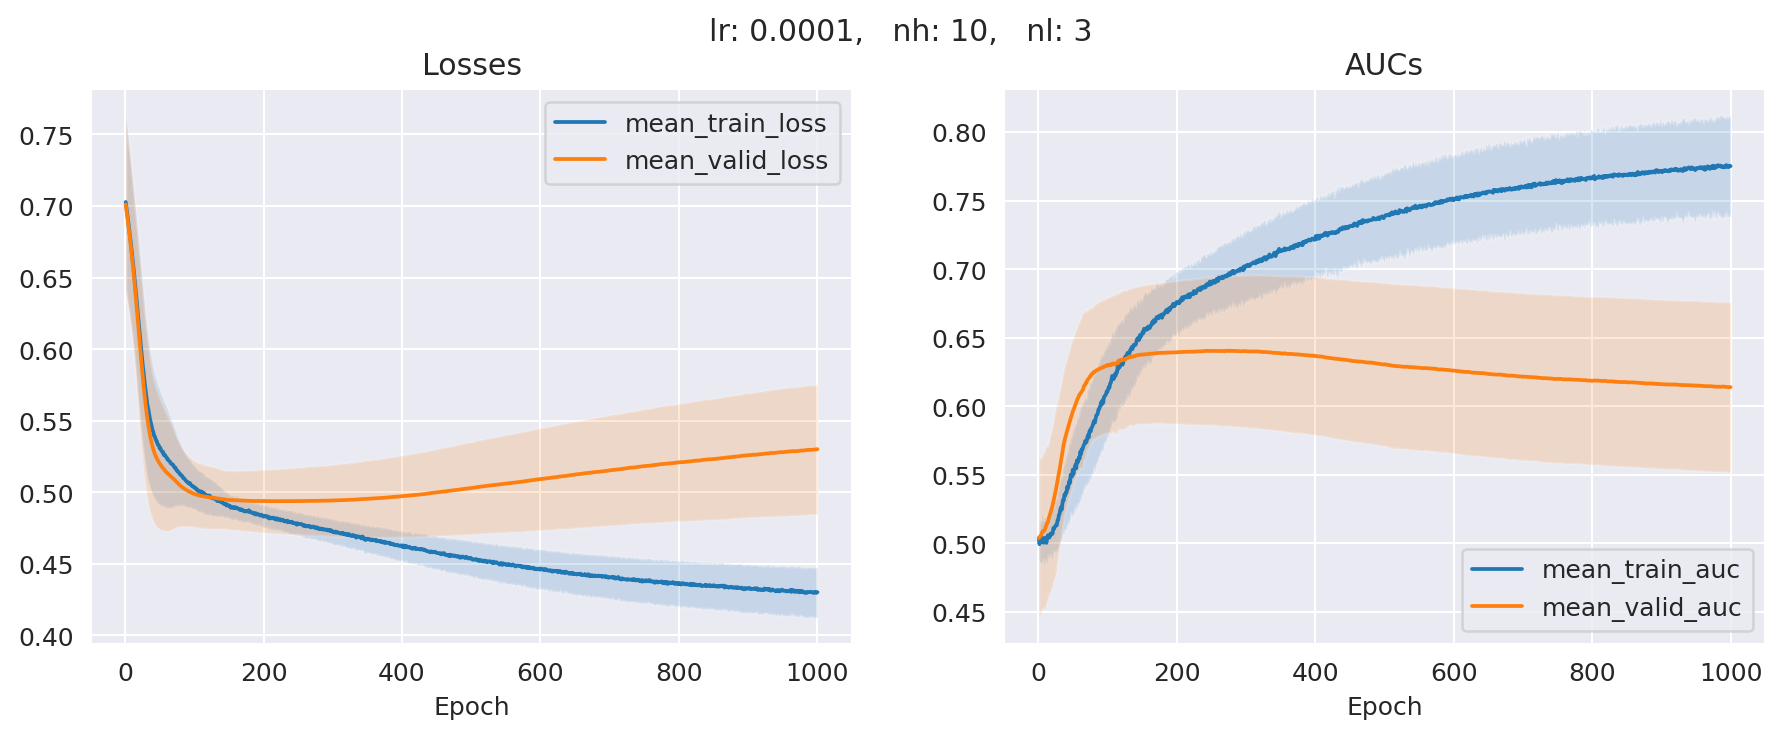 lr: 0.0001,   nh: 10,   nl: 3
Losses
mean_train_loss
mean_valid_loss
0.75
0.70
0.65
0.60
0.55
0.50
0.45
0.40
0 200 400 600 800 1000
Epoch
AUCs
0.80
0.75
0.70
0.65
0.60
0.55
0.50
0.45
mean_train_auc
mean_valid_auc
0 200 400 600 800 1000
Epoch